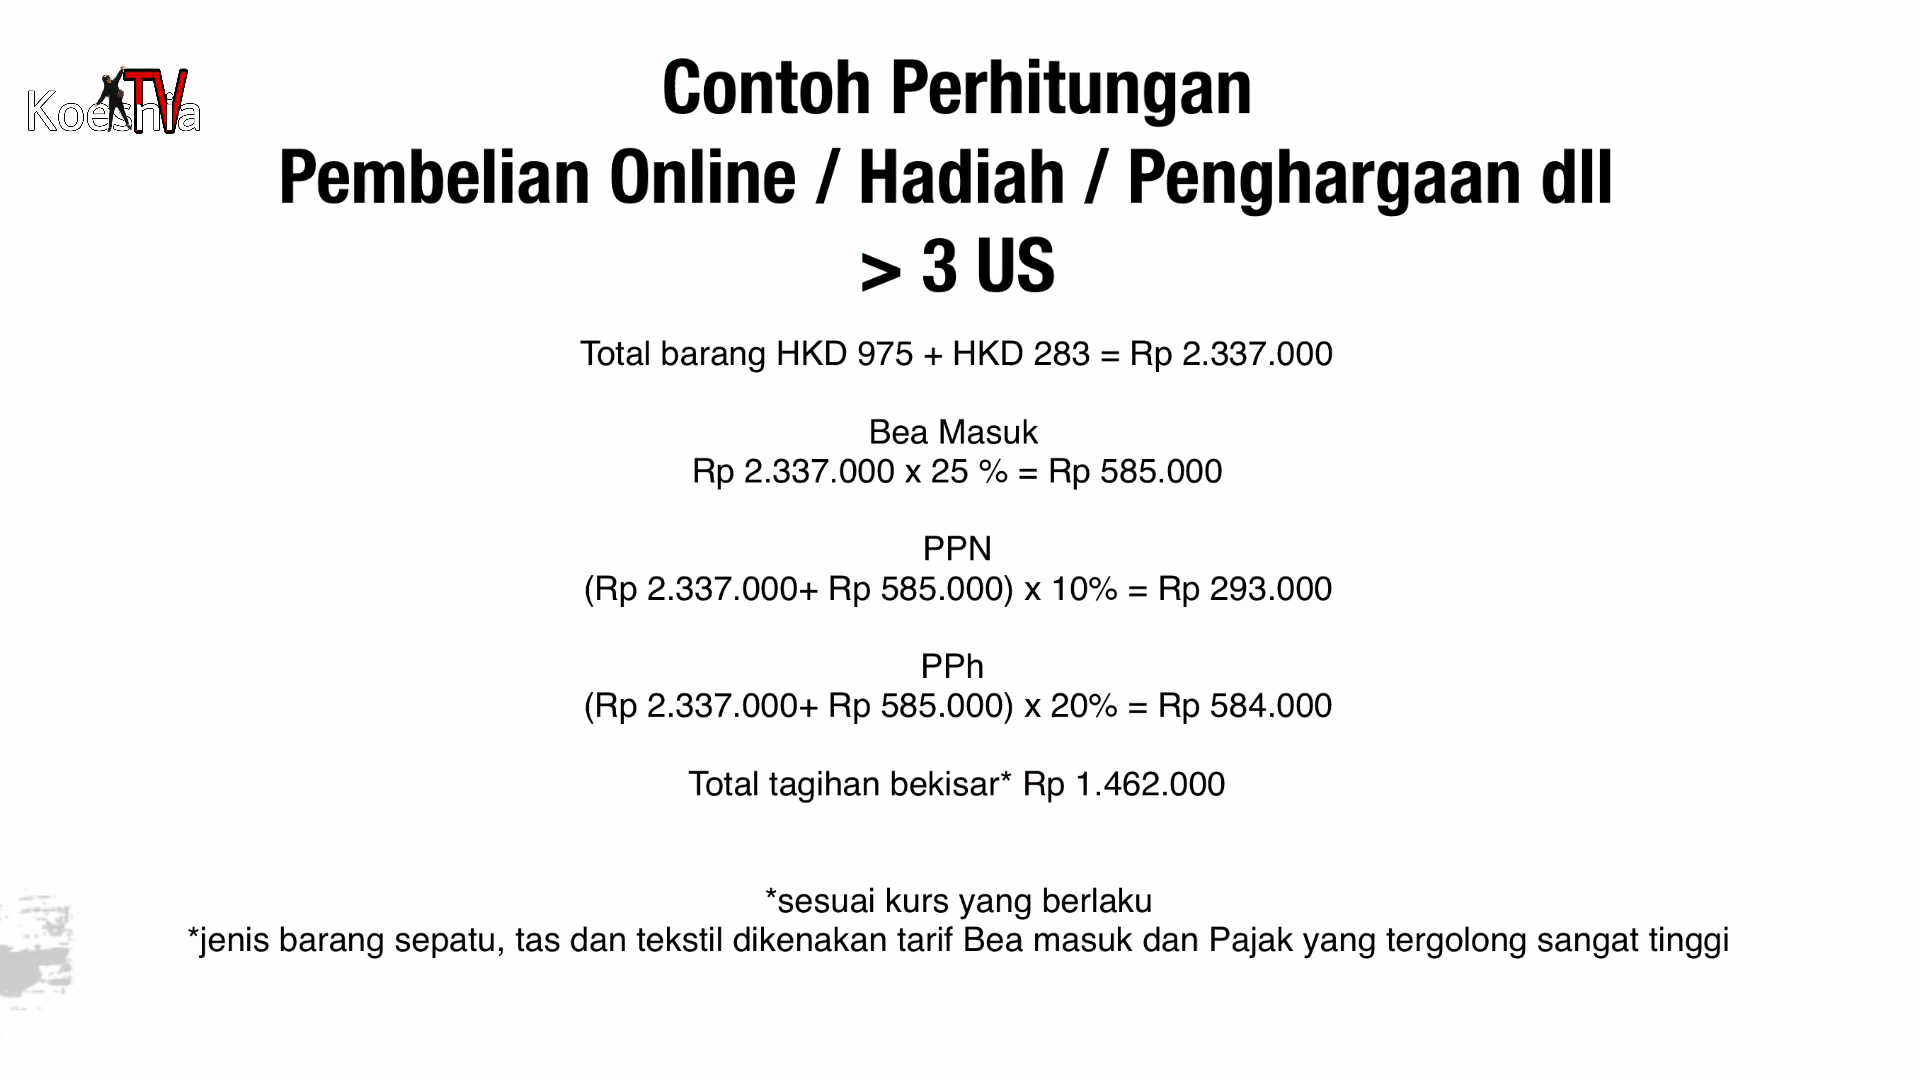 Koesnia TV
Contoh Perhitungan
Pembelian Online / Hadiah / Penghargaan dll
> 3 US
Total barang HKD 975 + HKD 283 = Rp 2.337.000
Bea Masuk
Rp 2.337.000 x 25 % = Rp 585.000
PPN
(Rp 2.337.000+ Rp 585.000) x 10% = Rp 293.000
PPh
(Rp 2.337.000+ Rp 585.000) x 20% = Rp 584.000
Total tagihan bekisar* Rp 1.462.000
*sesuai kurs yang berlaku
*jenis barang sepatu, tas dan tekstil dikenakan tarif Bea masuk dan Pajak yang tergolong sangat tinggi